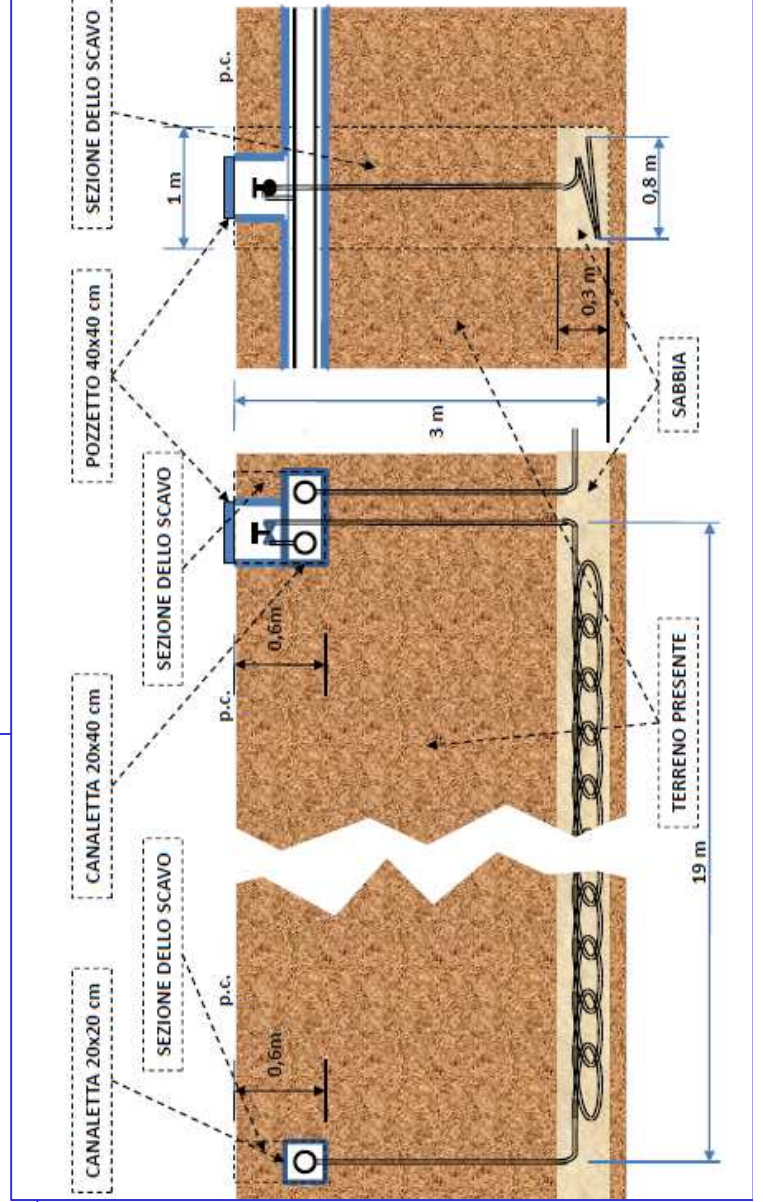 CANALETTA 20x20 cm
CANALETTA 20x40 cm
POZZETTO 40x40 cm
SEZIONE DELLO SCAVO
SEZIONE DELLO SCAVO
SEZIONE DELLO SCAVO
1 m
p.c.
p.c.
p.c.
0,6m
0,6m
3 m
0,3 m
TERRENO PRESENTE
SABBIA
19 m
0,8 m